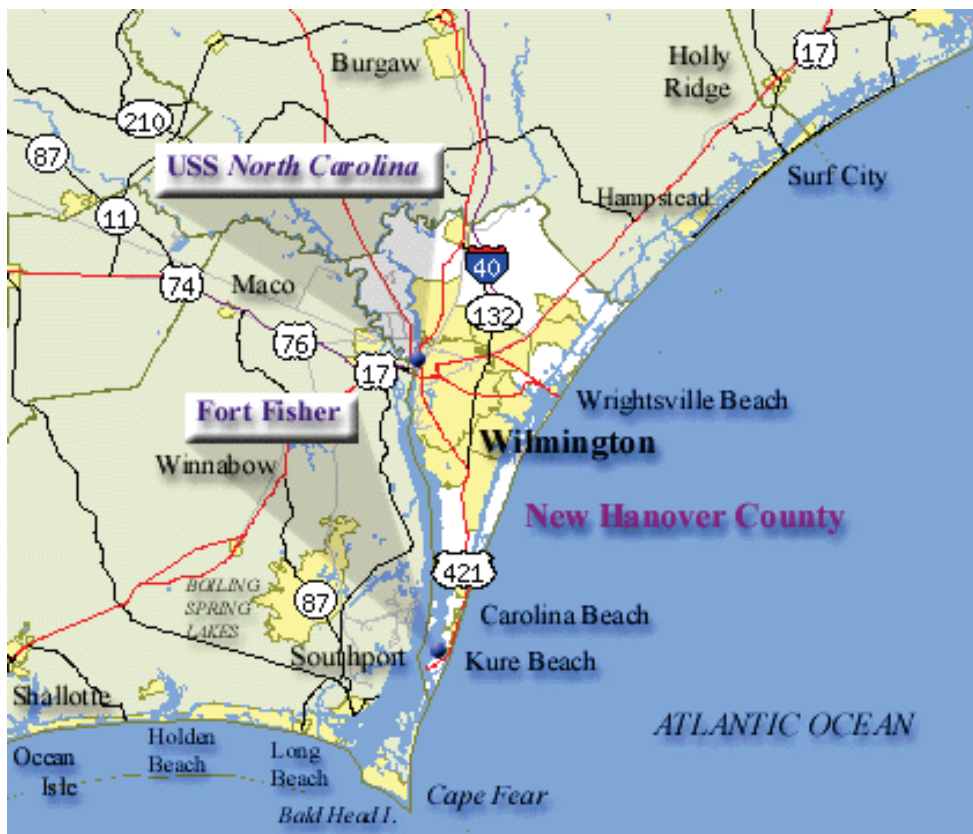 17
Burgaw
Holly
Ridge
210
87
USS North Carolina
Surf City
Hampstead
11
40
74
Maco
132
76
17
Wrightsville Beach
Fort Fisher
Wilmington
Winnabow
New Hanover County
421
BOILING
SPRING
LAKES
87
Carolina Beach
Southport
Kure Beach
Shallotte
ATLANTIC OCEAN
Ocean
Isle
Holden
Beach
Long
Beach
Cape Fear
Bald Head I.